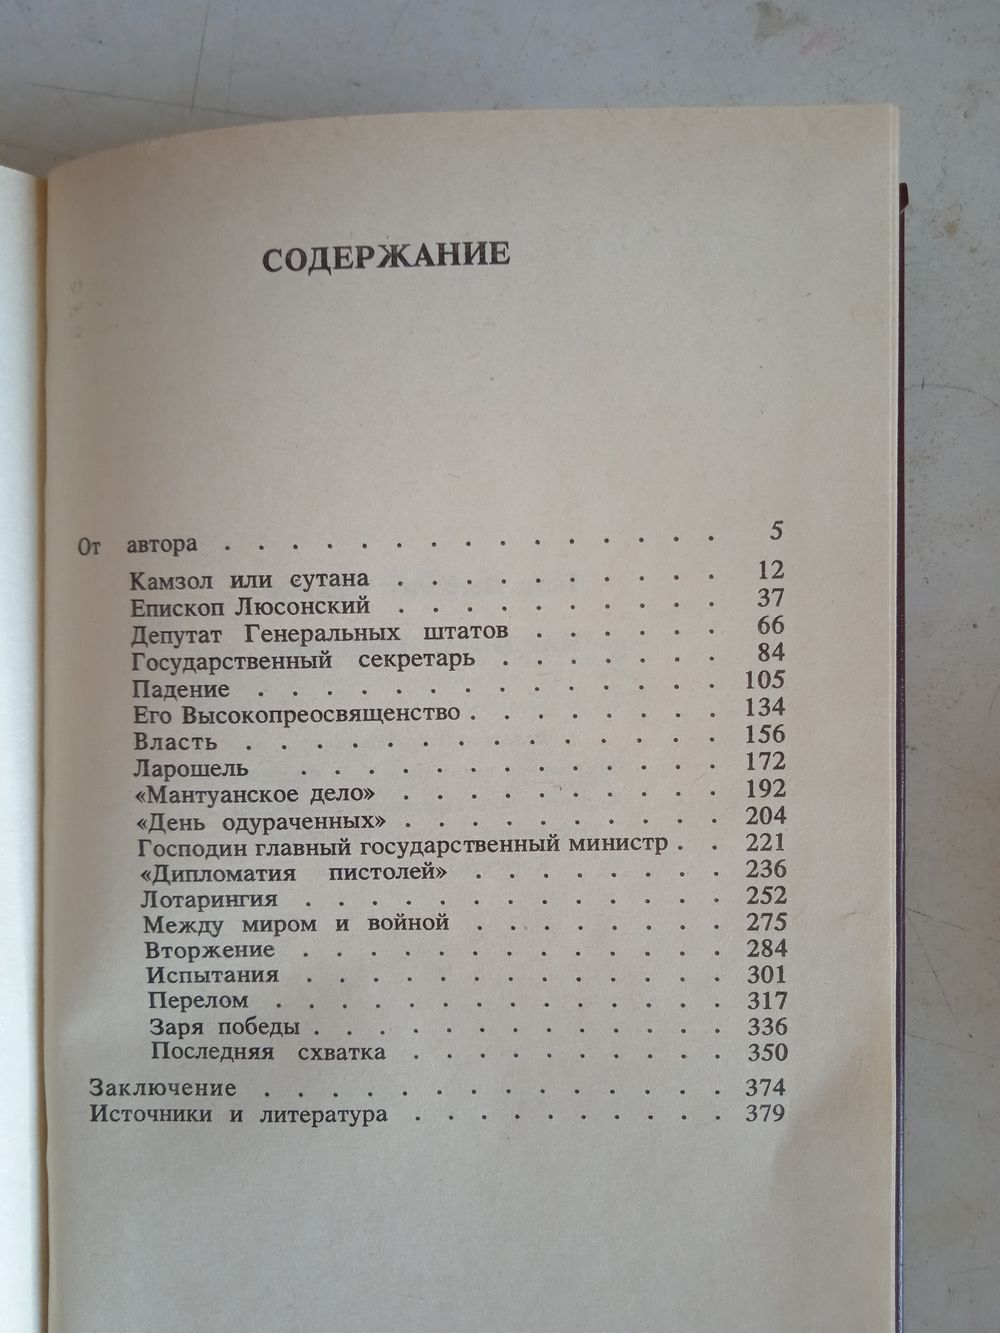 СОДЕРЖАНИЕ
От автора . . . . . . . . . . . . . . . 5
Камзол или сутана . . . . . . . . . . 12
Епископ Люсонский . . . . . . . . . . 37
Депутат Генеральных штатов . . . . . . 66
Государственный секретарь . . . . . . . 84
Падение . . . . . . . . . . . . . . 105
Его Высокопреосвященство . . . . . . . . 134
Власть . . . . . . . . . . . . . . 156
Ларошель . . . . . . . . . . . . . 172
«Мантуанское дело» . . . . . . . . . . 192
«День одураченных» . . . . . . . . . . 204
Господин главный государственный министр . . 221
«Дипломатия пистолей» . . . . . . . . 236
Лотарингия . . . . . . . . . . . . . 252
Между миром и войной . . . . . . . . 275
Вторжение . . . . . . . . . . . . . 284
Испытания . . . . . . . . . . . . . 301
Перелом . . . . . . . . . . . . . . 317
Заря победы . . . . . . . . . . . . . 336
Последняя схватка . . . . . . . . . . 350
Заключение . . . . . . . . . . . . . . 374
Источники и литература . . . . . . . . . . 379